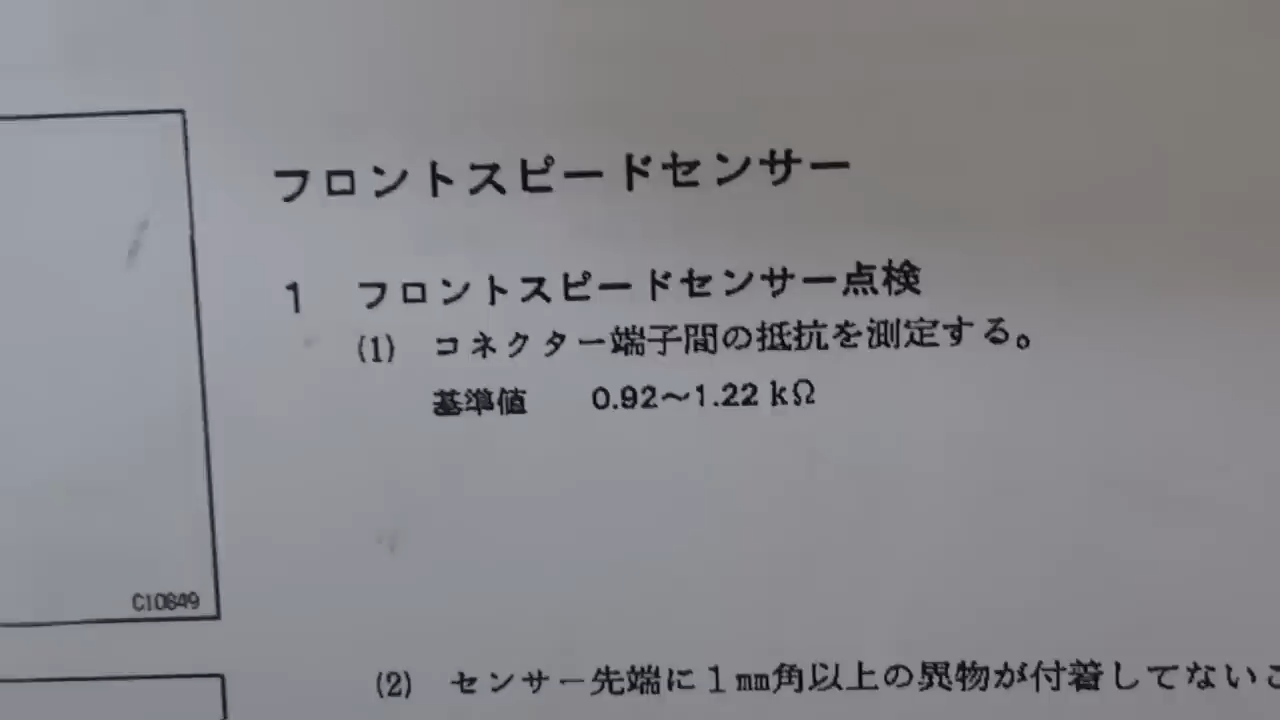 フロントスピードセンサー
1 フロントスピードセンサー点検
(1) コネクター端子間の抵抗を測定する。
基準値 0.92〜1.22 kΩ
C10849
(2) センサー先端に1mm角以上の異物が付着してないこ